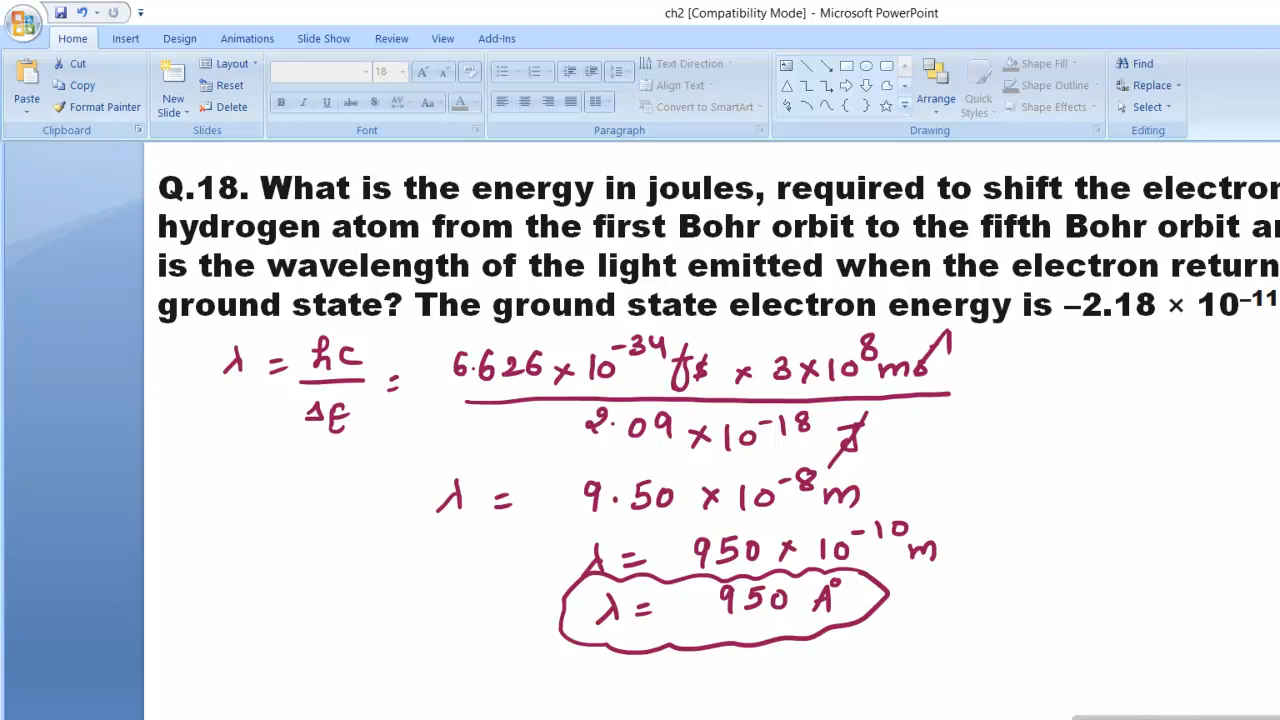 ch2 [Compatibility Mode] - Microsoft PowerPoint
Home Insert Design Animations Slide Show Review View Add-Ins
Cut Layout 18 Text Direction Shape Fill Find
Copy Reset Align Text Shape Outline Replace
Paste Format Painter New Slide Delete B I U abc S AV Aa A Convert to SmartArt Arrange Quick Styles Shape Effects Select
Clipboard Slides Font Paragraph Drawing Editing
Q.18. What is the energy in joules, required to shift the electron
hydrogen atom from the first Bohr orbit to the fifth Bohr orbit
is the wavelength of the light emitted when the electron return
ground state? The ground state electron energy is –2.18 × 10⁻¹¹
λ = hc/ΔE = 6.626 × 10⁻³⁴ Js × 3 × 10⁸ ms⁻¹
2.09 × 10⁻¹⁸ J
λ = 9.50 × 10⁻⁸ m
λ = 950 × 10⁻¹⁰ m
λ = 950 A°